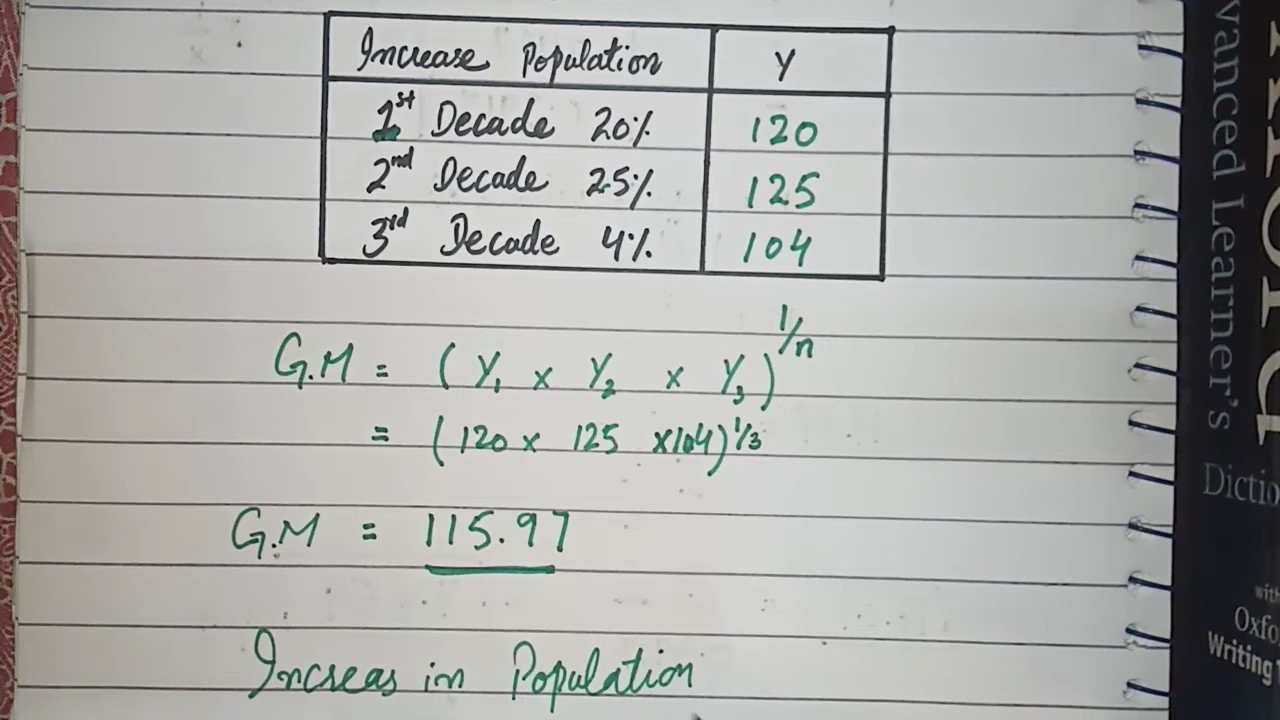 Increase Population Y
1st Decade 20% 120
2nd Decade 25% 125
3rd Decade 4% 104
G.M = (Y₁ × Y₂ × Y₃)^1/n
= (120 × 125 ×104)^1/3
G.M = 115.97
Increas in Population
vanced Learner's
Dictio
with
Oxfo
Writing